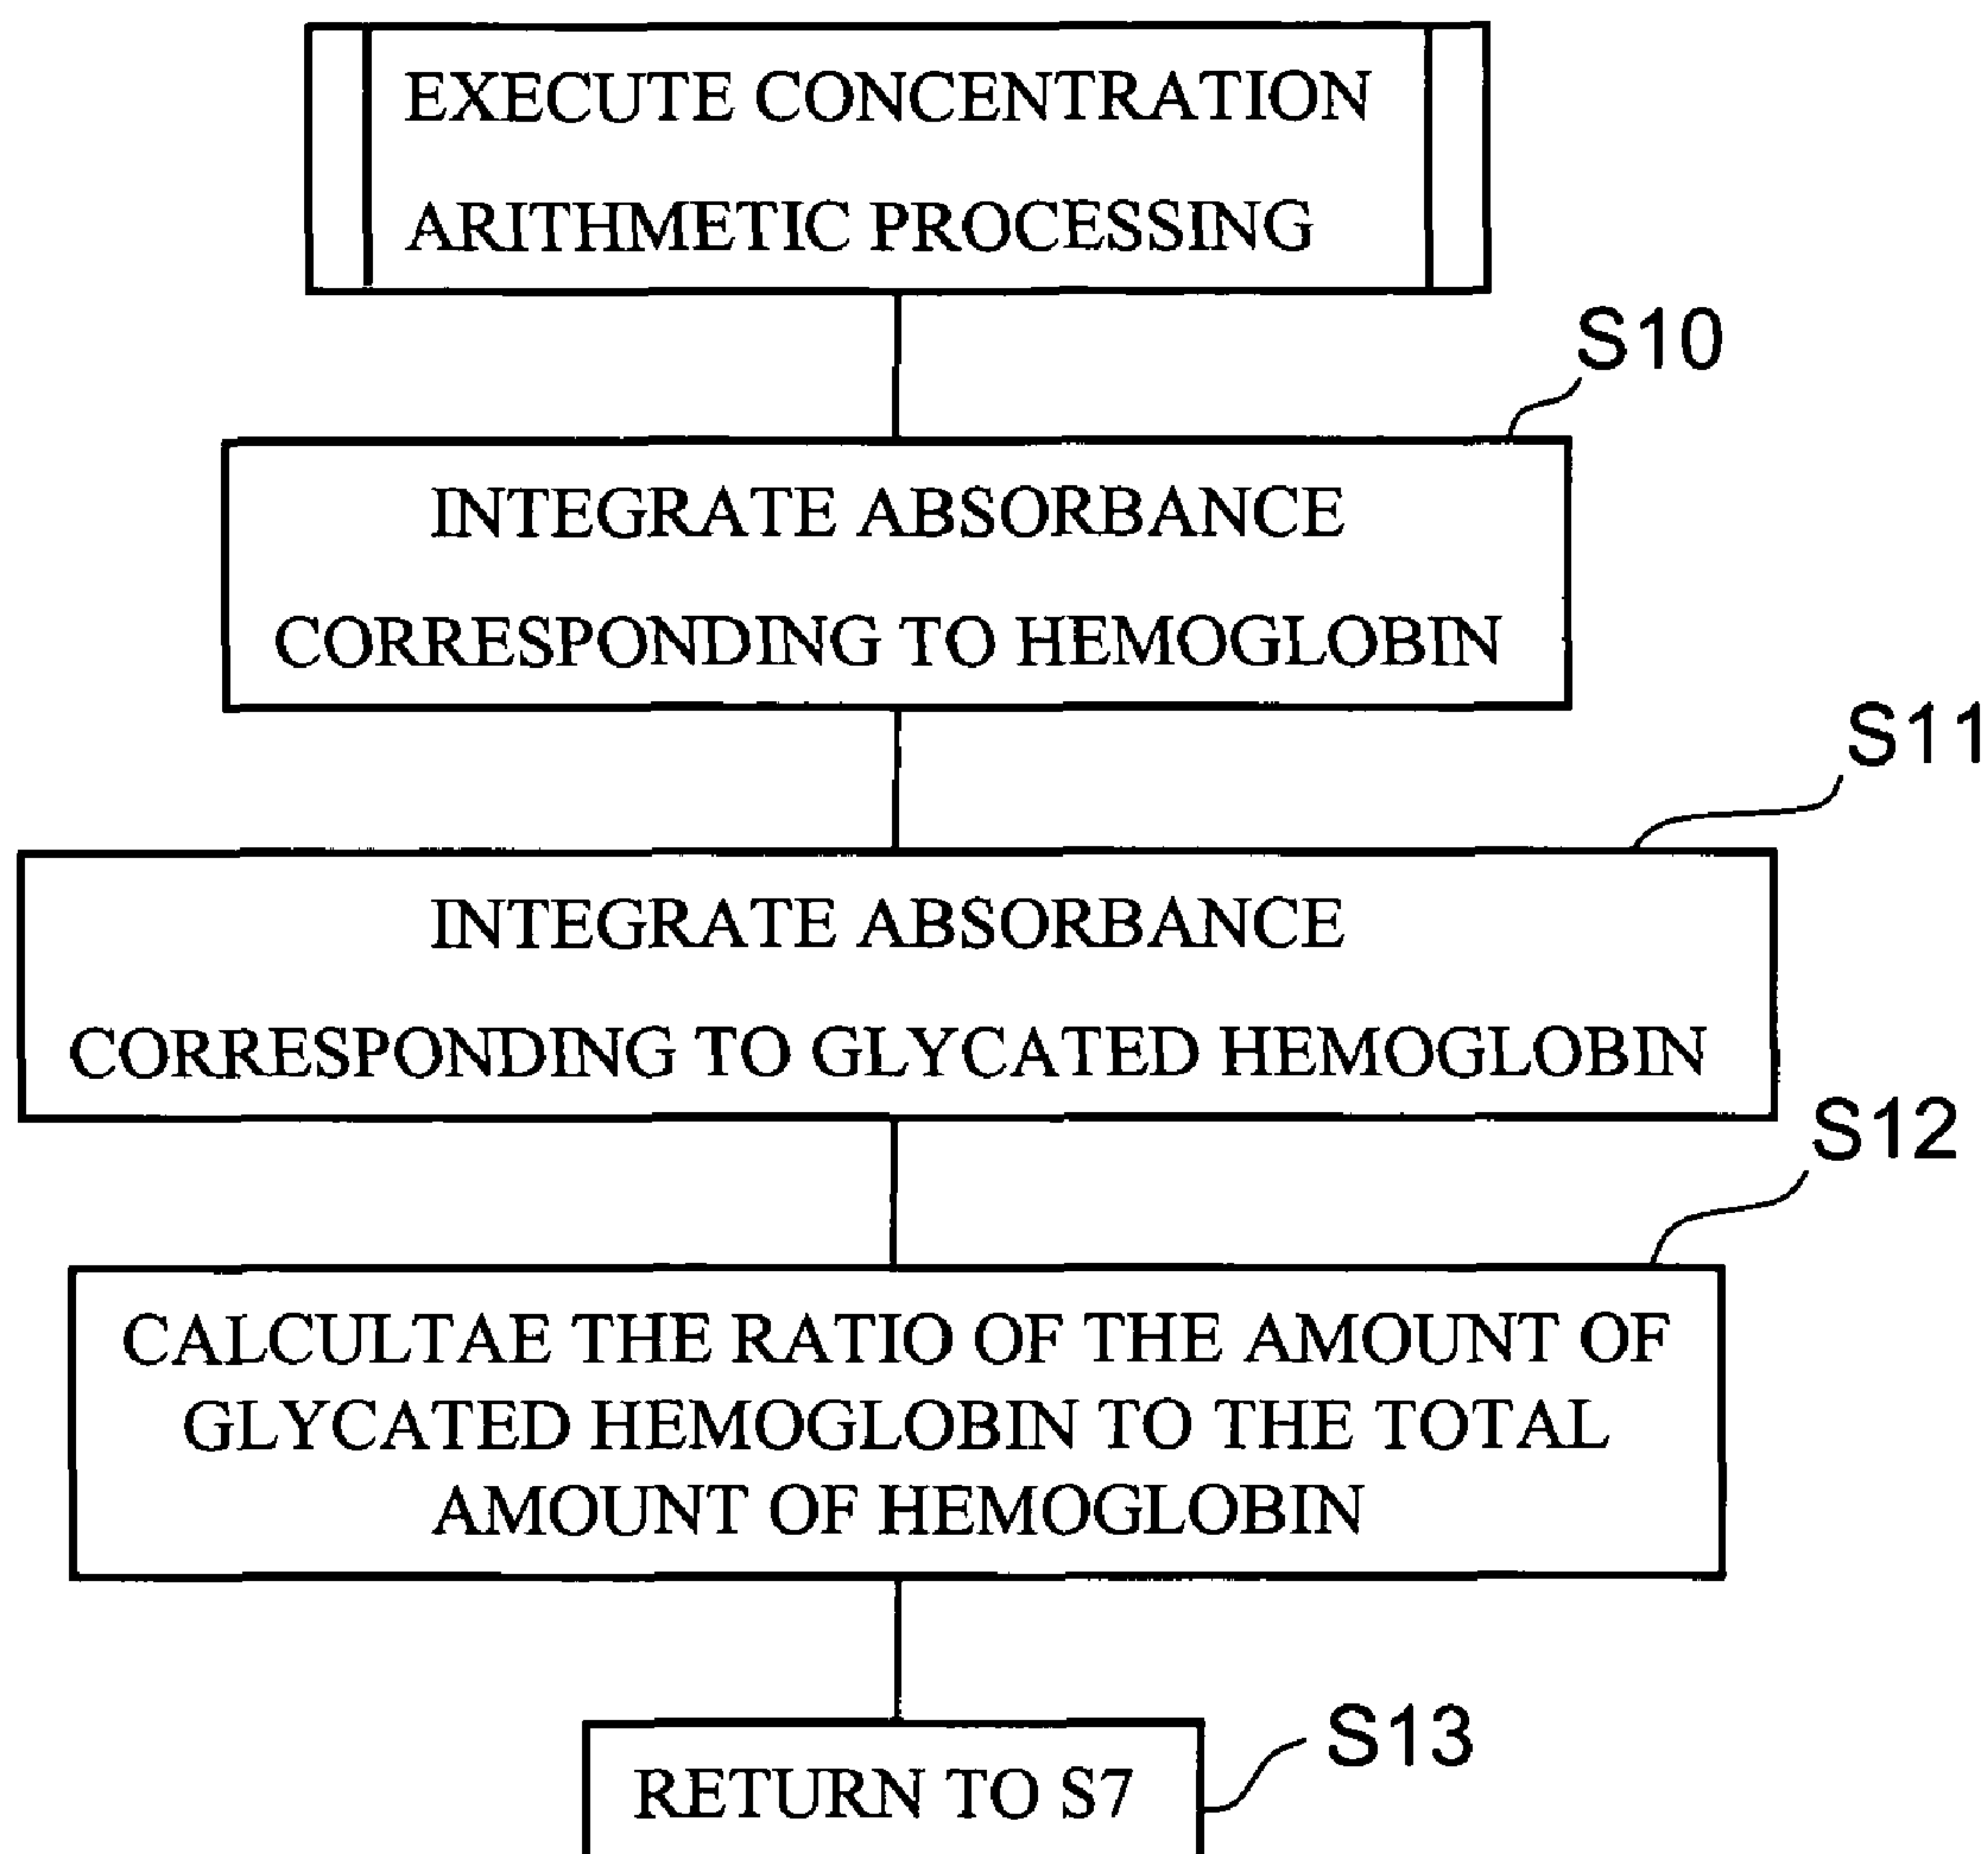 EXECUTE CONCENTRATION
ARITHMETIC PROCESSING
S10
INTEGRATE ABSORBANCE
CORRESPONDING TO HEMOGLOBIN
S11
INTEGRATE ABSORBANCE
CORRESPONDING TO GLYCATED HEMOGLOBIN
S12
CALCULTAE THE RATIO OF THE AMOUNT OF
GLYCATED HEMOGLOBIN TO THE TOTAL
AMOUNT OF HEMOGLOBIN
S13
RETURN TO S7